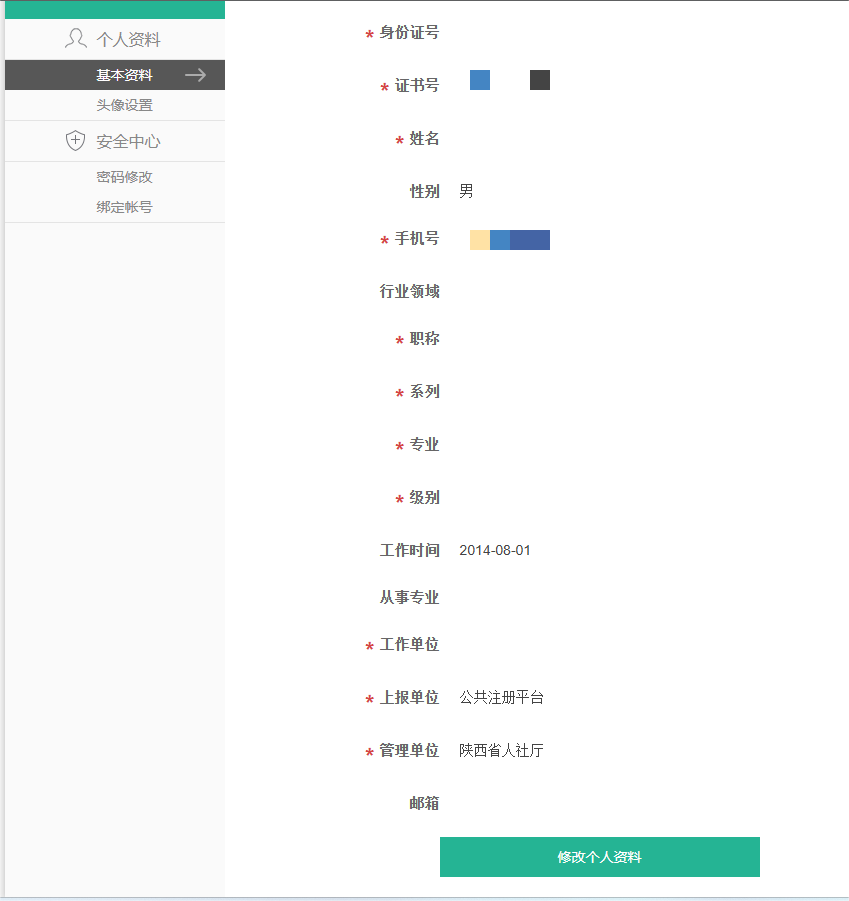 个人资料
基本资料
头像设置
安全中心
密码修改
绑定帐号
* 身份证号
* 证书号
* 姓名
性别 男
* 手机号
行业领域
* 职称
* 系列
* 专业
* 级别
工作时间 2014-08-01
从事专业
* 工作单位
* 上报单位 公共注册平台
* 管理单位 陕西省人社厅
邮箱
修改个人资料